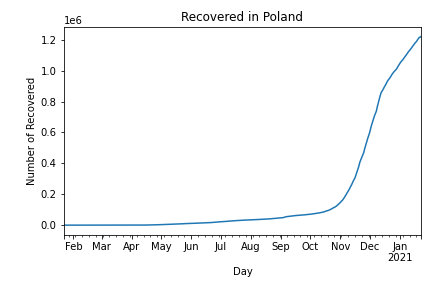 Recovered in Poland
1e6
1.2
1.0
0.8
0.6
0.4
0.2
0.0
Number of Recovered
Feb Mar Apr May Jun Jul Aug Sep Oct Nov Dec Jan
2021
Day